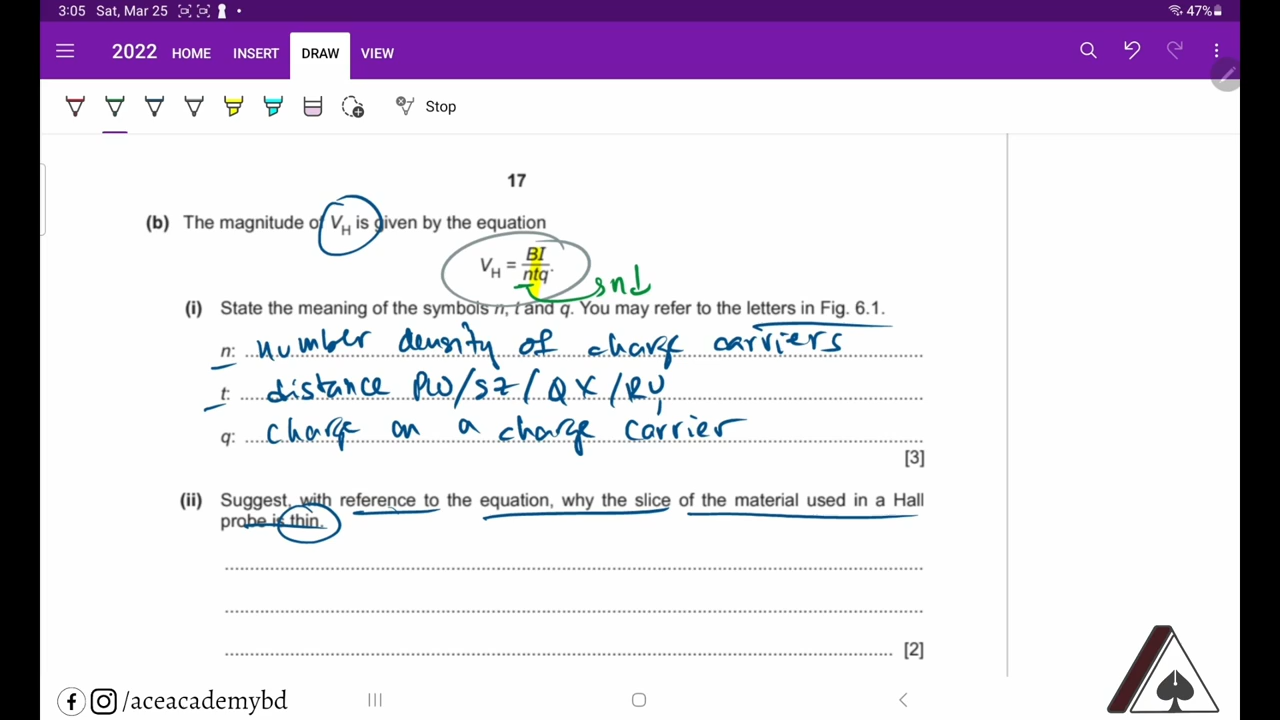 3:05 Sat, Mar 25
47%
2022 HOME INSERT DRAW VIEW
Stop
17
(b) The magnitude of V_H is given by the equation
V_H = BI/ntq.
snd
(i) State the meaning of the symbols n, t and q. You may refer to the letters in Fig. 6.1.
n: number density of charge carriers
t: distance PW/SZ/QX/RU
q: charge on a charge carrier
[3]
(ii) Suggest, with reference to the equation, why the slice of the material used in a Hall
probe is thin.
[2]
/aceacademybd